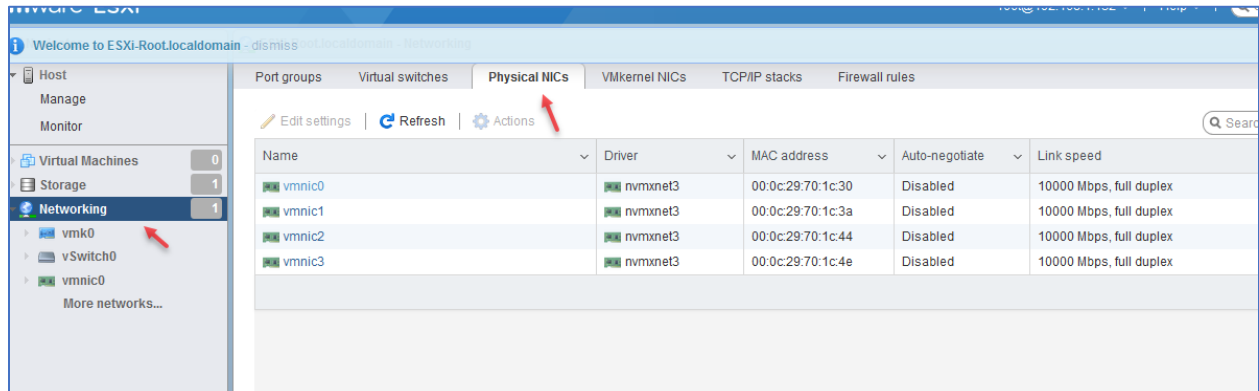 Welcome to ESXi-Root.localdomain - dismiss
Host
Manage
Monitor
Virtual Machines 0
Storage 1
Networking 1
vmk0
vSwitch0
vmnic0
More networks...
Port groups Virtual switches Physical NICs VMkernel NICs TCP/IP stacks Firewall rules
Edit settings Refresh Actions
Name Driver MAC address Auto-negotiate Link speed
vmnic0 nvmxnet3 00:0c:29:70:1c:30 Disabled 10000 Mbps, full duplex
vmnic1 nvmxnet3 00:0c:29:70:1c:3a Disabled 10000 Mbps, full duplex
vmnic2 nvmxnet3 00:0c:29:70:1c:44 Disabled 10000 Mbps, full duplex
vmnic3 nvmxnet3 00:0c:29:70:1c:4e Disabled 10000 Mbps, full duplex